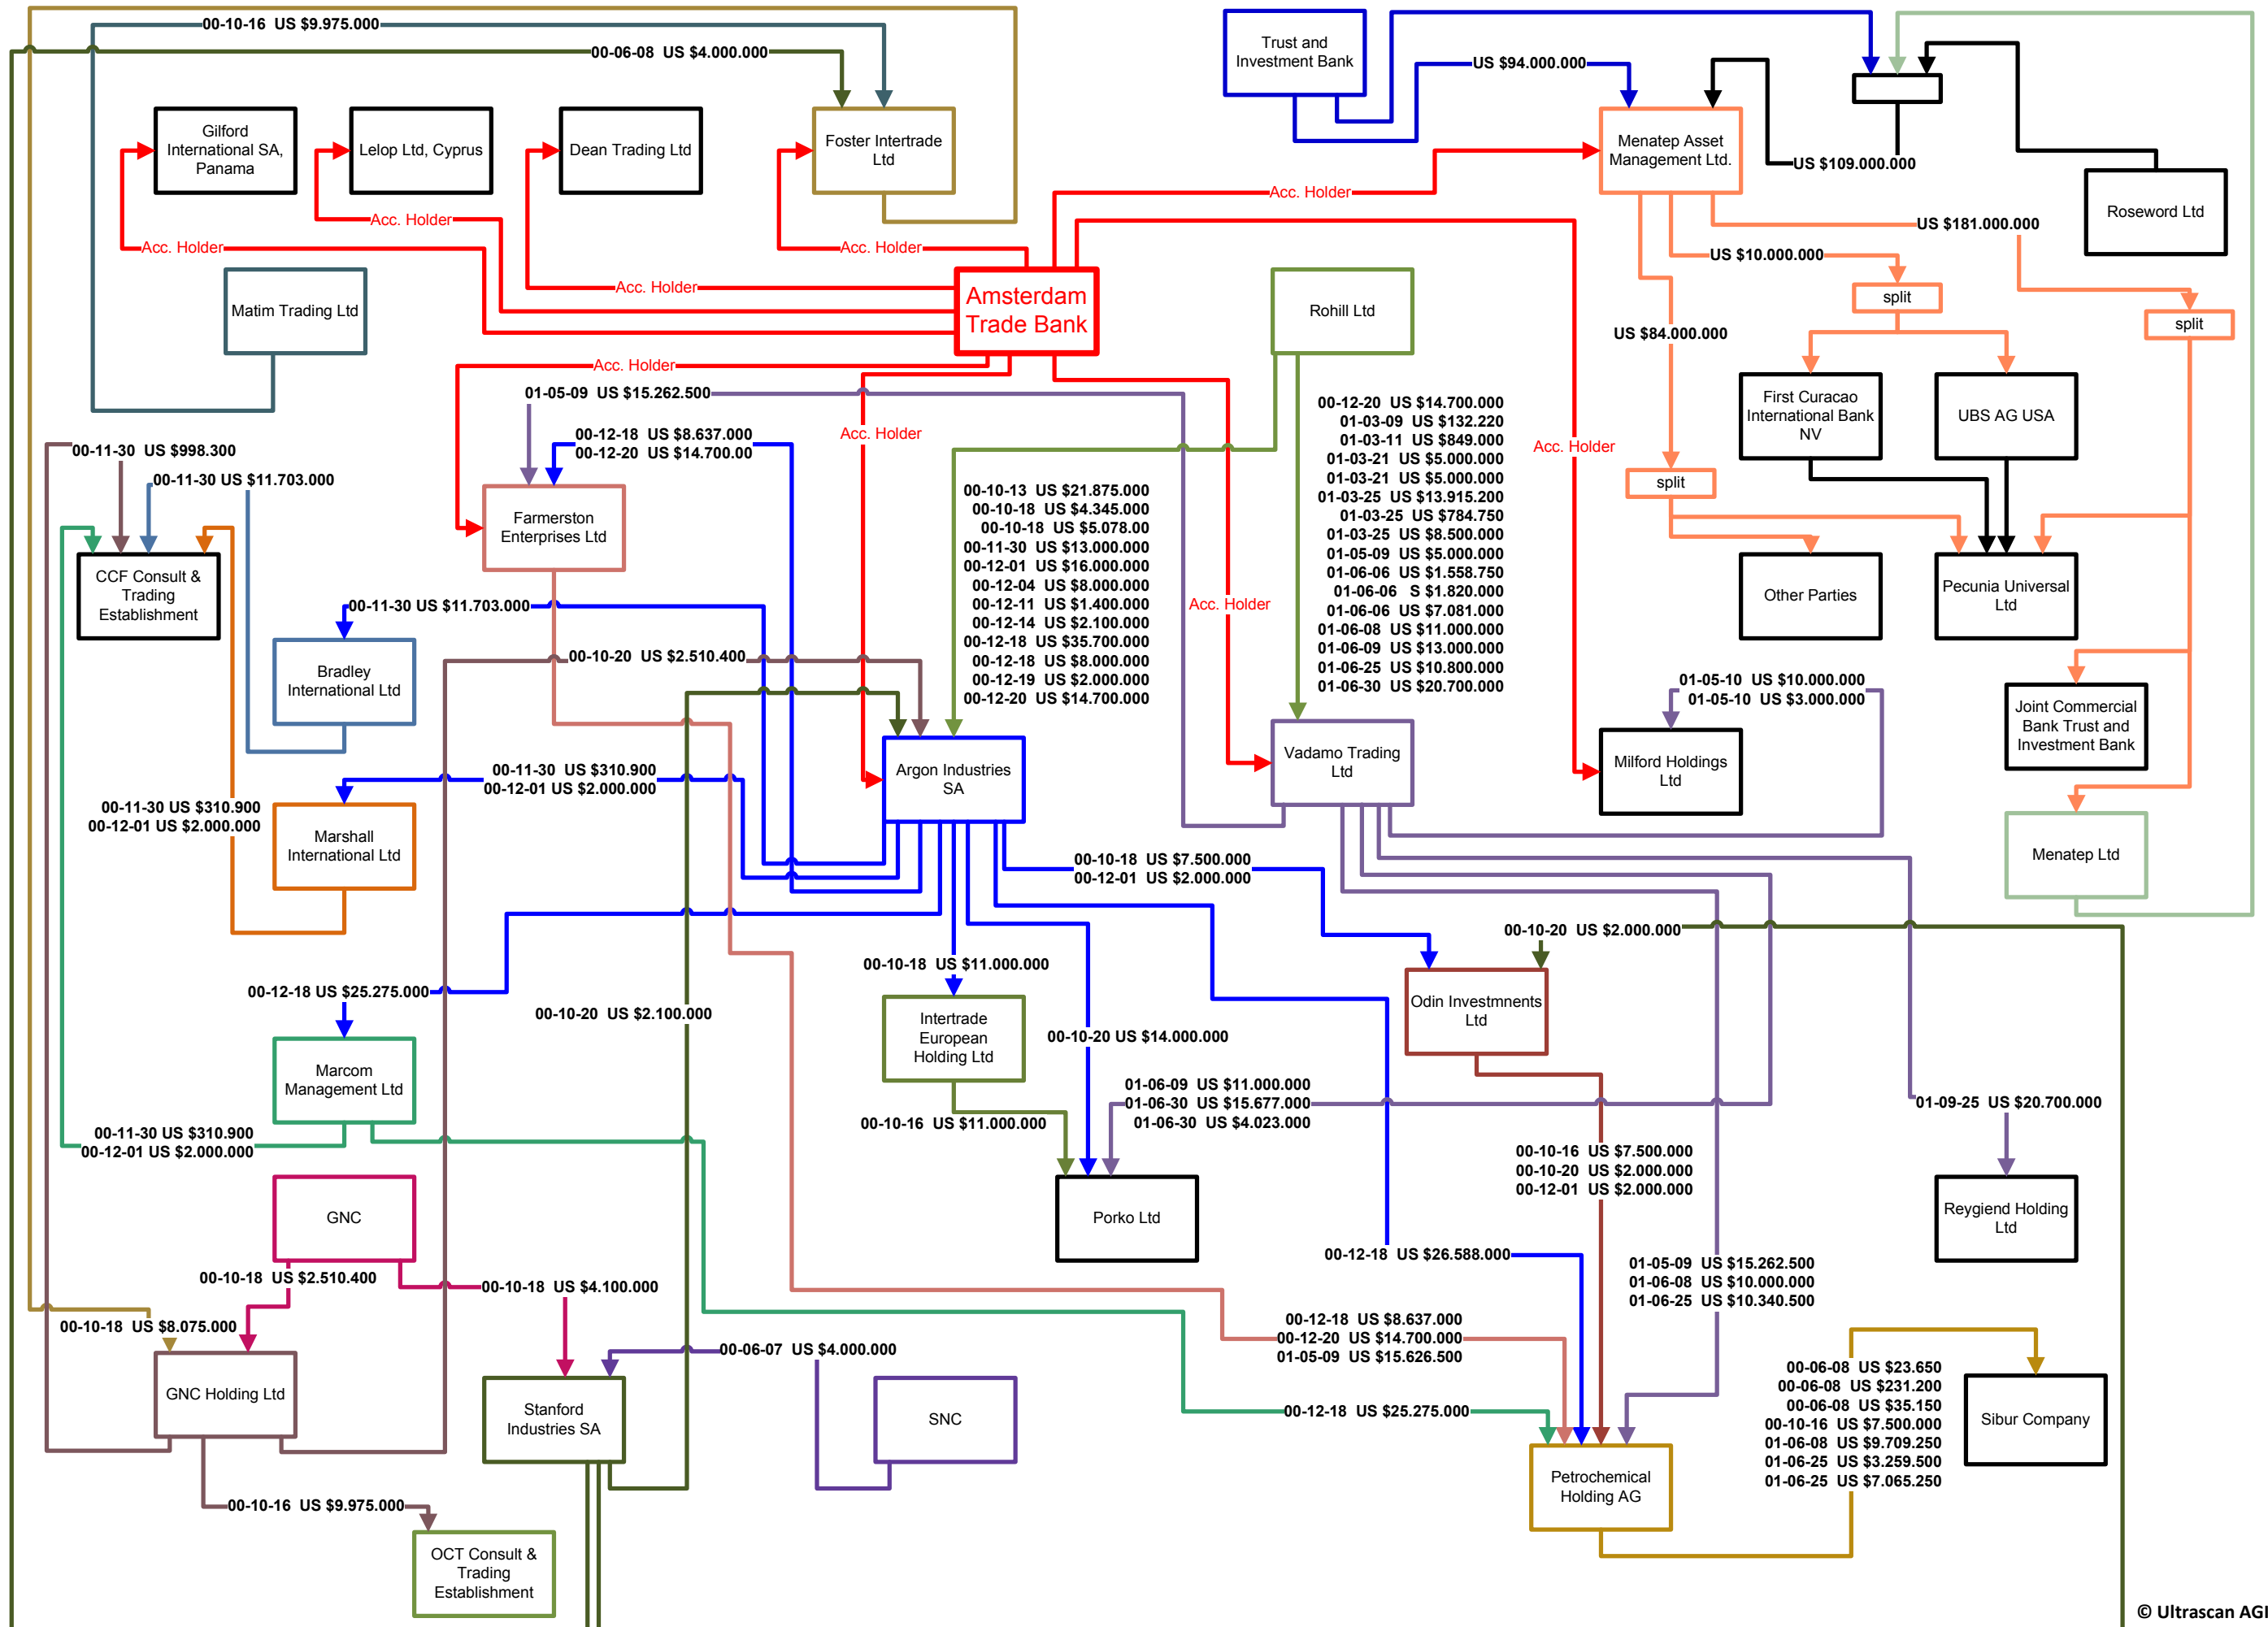 00-10-16 US $9.975.000
00-06-08 US $4.000.000
Trust and
Investment Bank
US $94.000.000
Gilford
International SA,
Panama
Lelop Ltd, Cyprus
Dean Trading Ltd
Foster Intertrade
Ltd
Menatep Asset
Management Ltd.
US $109.000.000
Roseword Ltd
Acc. Holder
Acc. Holder
Acc. Holder
Acc. Holder
Acc. Holder
US $181.000.000
US $10.000.000
Matim Trading Ltd
Amsterdam
Trade Bank
Rohill Ltd
split
split
US $84.000.000
Acc. Holder
01-05-09 US $15.262.500
00-12-18 US $8.637.000
00-12-20 US $14.700.00
Acc. Holder
Acc. Holder
Acc. Holder
First Curacao
International Bank
NV
UBS AG USA
00-12-20 US $14.700.000
01-03-09 US $132.220
01-03-11 US $849.000
01-03-21 US $5.000.000
01-03-21 US $5.000.000
01-03-25 US $13.915.200
01-03-25 US $784.750
01-03-25 US $8.500.000
01-05-09 US $5.000.000
01-06-06 US $1.558.750
01-06-06 S $1.820.000
01-06-06 US $7.081.000
01-06-08 US $11.000.000
01-06-09 US $13.000.000
01-06-25 US $10.800.000
01-06-30 US $20.700.000
00-11-30 US $998.300
00-11-30 US $11.703.000
Farmerston
Enterprises Ltd
00-10-13 US $21.875.000
00-10-18 US $4.345.000
00-10-18 US $5.078.00
00-11-30 US $13.000.000
00-12-01 US $16.000.000
00-12-04 US $8.000.000
00-12-11 US $1.400.000
00-12-14 US $2.100.000
00-12-18 US $35.700.000
00-12-18 US $8.000.000
00-12-19 US $2.000.000
00-12-20 US $14.700.000
split
CCF Consult &
Trading
Establishment
Other Parties
Pecunia Universal
Ltd
00-11-30 US $11.703.000
Bradley
International Ltd
00-10-20 US $2.510.400
01-05-10 US $10.000.000
01-05-10 US $3.000.000
Joint Commercial
Bank Trust and
Investment Bank
Argon Industries
SA
Vadamo Trading
Ltd
Milford Holdings
Ltd
00-11-30 US $310.900
00-12-01 US $2.000.000
00-11-30 US $310.900
00-12-01 US $2.000.000
Marshall
International Ltd
Menatep Ltd
00-10-18 US $7.500.000
00-12-01 US $2.000.000
00-10-20 US $2.000.000
00-10-18 US $11.000.000
00-12-18 US $25.275.000
00-10-20 US $2.100.000
Odin Investmnents
Ltd
Intertrade
European
Holding Ltd
00-10-20 US $14.000.000
Marcom
Management Ltd
01-06-09 US $11.000.000
01-06-30 US $15.677.000
01-06-30 US $4.023.000
00-10-16 US $11.000.000
01-09-25 US $20.700.000
00-11-30 US $310.900
00-12-01 US $2.000.000
00-10-16 US $7.500.000
00-10-20 US $2.000.000
00-12-01 US $2.000.000
GNC
Porko Ltd
Reygiend Holding
Ltd
00-10-18 US $2.510.400
00-10-18 US $4.100.000
00-12-18 US $26.588.000
01-05-09 US $15.262.500
01-06-08 US $10.000.000
01-06-25 US $10.340.500
00-10-18 US $8.075.000
00-12-18 US $8.637.000
00-12-20 US $14.700.000
01-05-09 US $15.626.500
00-06-07 US $4.000.000
GNC Holding Ltd
Stanford
Industries SA
SNC
00-12-18 US $25.275.000
00-06-08 US $23.650
00-06-08 US $231.200
00-06-08 US $35.150
00-10-16 US $7.500.000
01-06-08 US $9.709.250
01-06-25 US $3.259.500
01-06-25 US $7.065.250
Sibur Company
00-10-16 US $9.975.000
Petrochemical
Holding AG
OCT Consult &
Trading
Establishment
© Ultrascan AGI